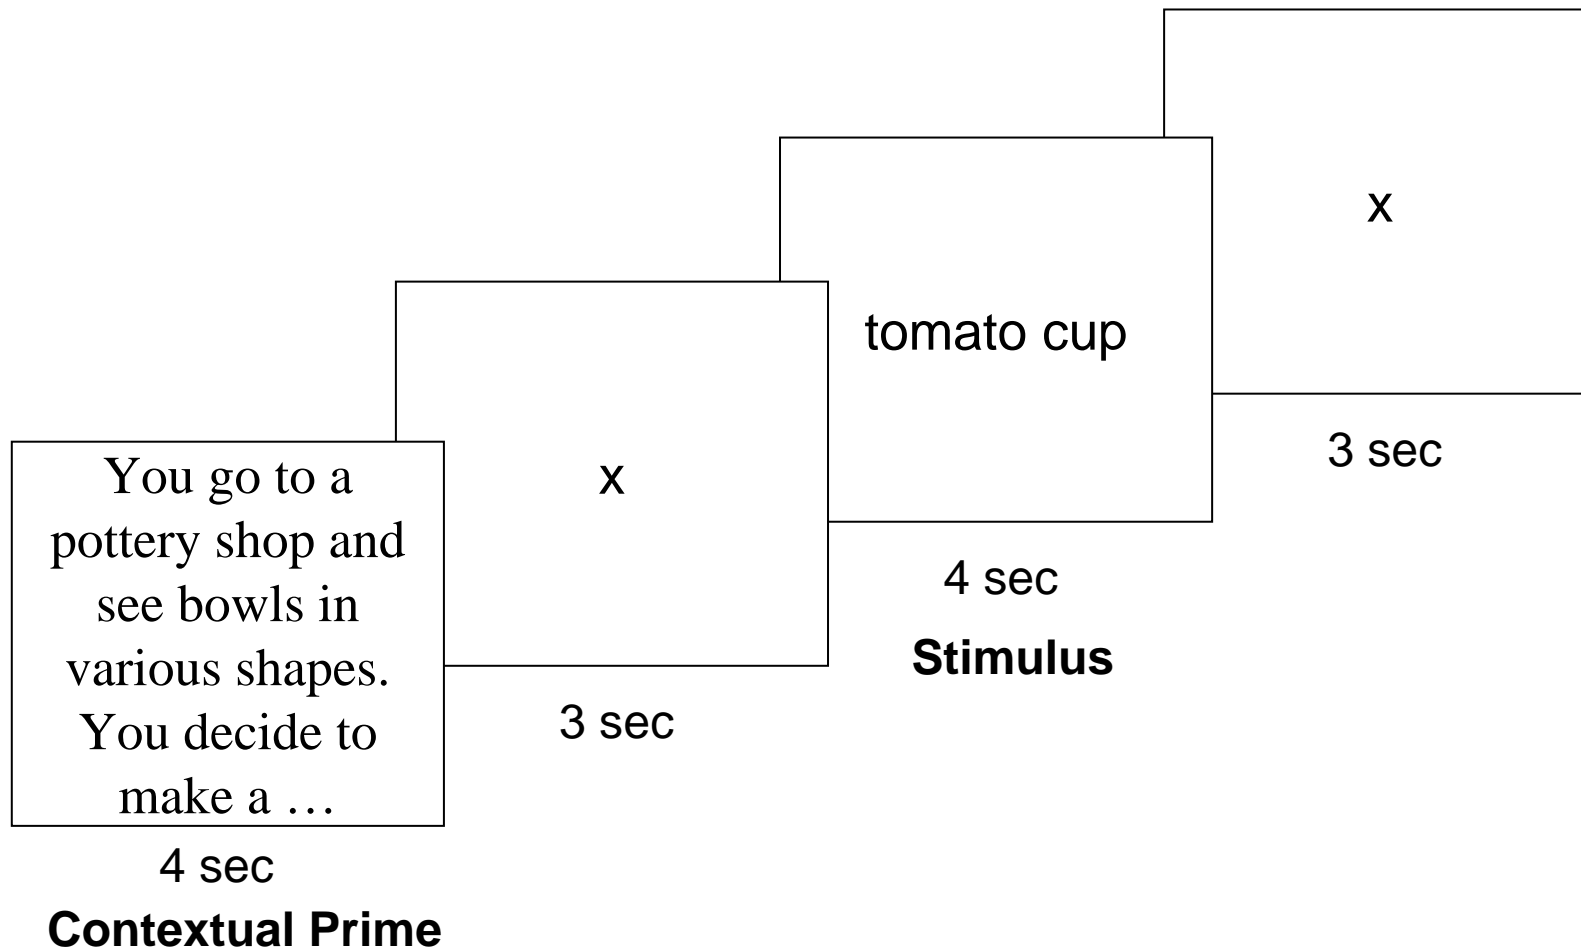 You go to a
pottery shop and
see bowls in
various shapes.
You decide to
make a …
4 sec
Contextual Prime
x
3 sec
tomato cup
4 sec
Stimulus
x
3 sec